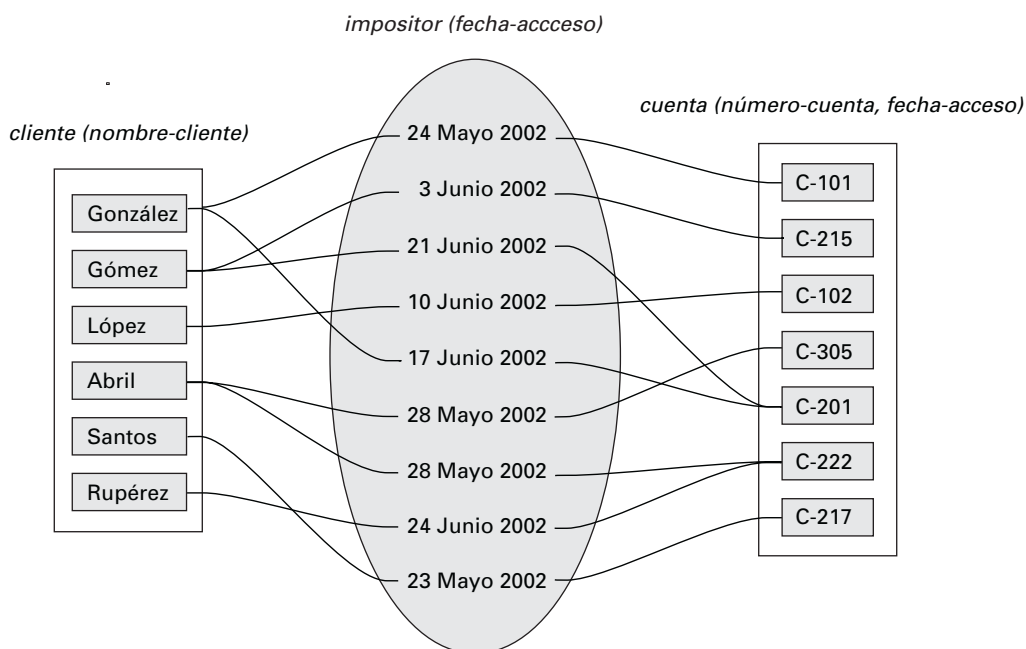 impositor (fecha-accceso)
cuenta (número-cuenta, fecha-acceso)
cliente (nombre-cliente)
24 Mayo 2002
3 Junio 2002
21 Junio 2002
10 Junio 2002
17 Junio 2002
28 Mayo 2002
28 Mayo 2002
24 Junio 2002
23 Mayo 2002
González
Gómez
López
Abril
Santos
Rupérez
C-101
C-215
C-102
C-305
C-201
C-222
C-217